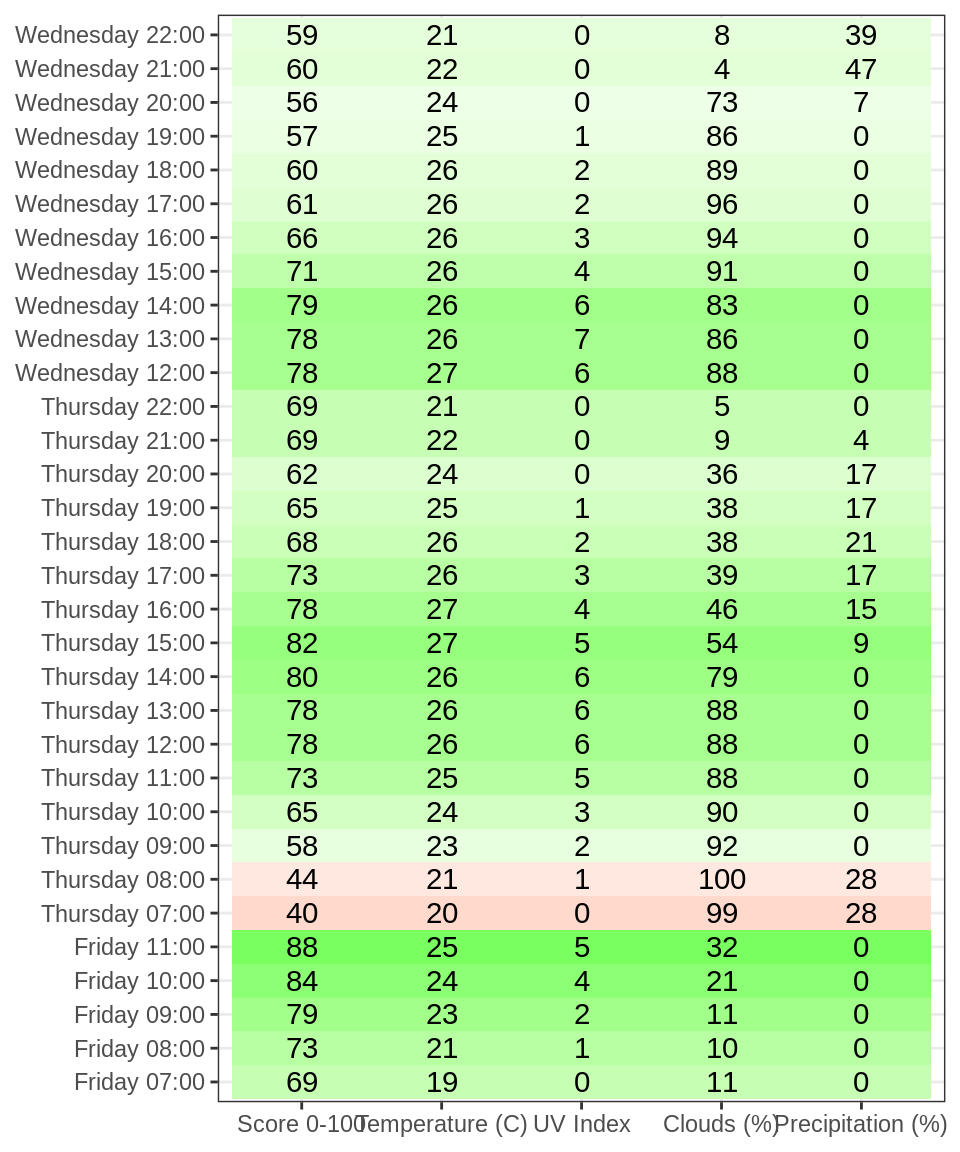 Wednesday 22:00 59 21 0 8 39
Wednesday 21:00 60 22 0 4 47
Wednesday 20:00 56 24 0 73 7
Wednesday 19:00 57 25 1 86 0
Wednesday 18:00 60 26 2 89 0
Wednesday 17:00 61 26 2 96 0
Wednesday 16:00 66 26 3 94 0
Wednesday 15:00 71 26 4 91 0
Wednesday 14:00 79 26 6 83 0
Wednesday 13:00 78 26 7 86 0
Wednesday 12:00 78 27 6 88 0
Thursday 22:00 69 21 0 5 0
Thursday 21:00 69 22 0 9 4
Thursday 20:00 62 24 0 36 17
Thursday 19:00 65 25 1 38 17
Thursday 18:00 68 26 2 38 21
Thursday 17:00 73 26 3 39 17
Thursday 16:00 78 27 4 46 15
Thursday 15:00 82 27 5 54 9
Thursday 14:00 80 26 6 79 0
Thursday 13:00 78 26 6 88 0
Thursday 12:00 78 26 6 88 0
Thursday 11:00 73 25 5 88 0
Thursday 10:00 65 24 3 90 0
Thursday 09:00 58 23 2 92 0
Thursday 08:00 44 21 1 100 28
Thursday 07:00 40 20 0 99 28
Friday 11:00 88 25 5 32 0
Friday 10:00 84 24 4 21 0
Friday 09:00 79 23 2 11 0
Friday 08:00 73 21 1 10 0
Friday 07:00 69 19 0 11 0
Score 0-100 Temperature (C) UV Index Clouds (%) Precipitation (%)